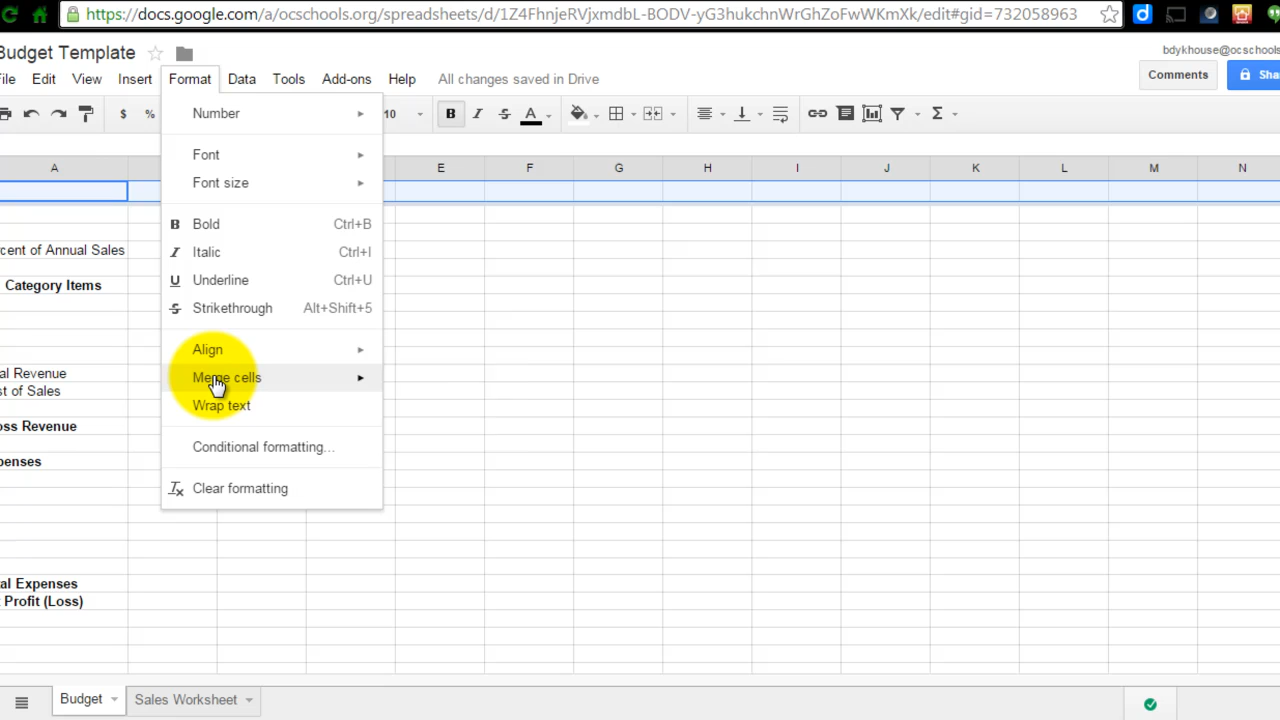 https://docs.google.com/a/ocschools.org/spreadsheets/d/1Z4FhnjeRVjxmdbL-BODV-yG3hukchnWrGhZoFwWKmXk/edit#gid=732058963
Budget Template
bdykhouse@ocschools
ile Edit View Insert Format Data Tools Add-ons Help All changes saved in Drive
Comments
Sha
$ % 10 B I S A Σ
Number
Font
Font size
B Bold Ctrl+B
I Italic Ctrl+I
U Underline Ctrl+U
S Strikethrough Alt+Shift+5
Align
Merge cells
Wrap text
Conditional formatting...
Clear formatting
A E F G H I J K L M N
cent of Annual Sales
Category Items
al Revenue
st of Sales
oss Revenue
penses
al Expenses
t Profit (Loss)
Budget Sales Worksheet